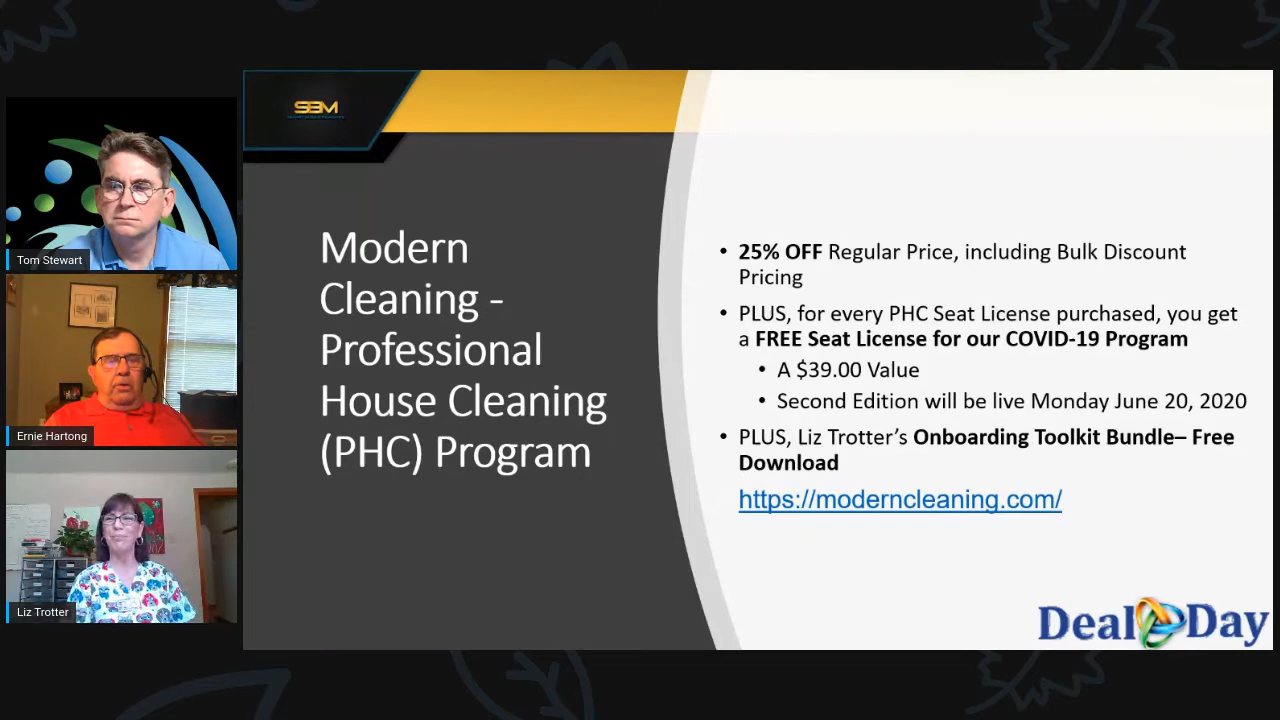 Tom Stewart
Ernie Hartong
Liz Trotter
SBM
Modern
Cleaning -
Professional
House Cleaning
(PHC) Program
• 25% OFF Regular Price, including Bulk Discount
Pricing
• PLUS, for every PHC Seat License purchased, you get
a FREE Seat License for our COVID-19 Program
• A $39.00 Value
• Second Edition will be live Monday June 20, 2020
• PLUS, Liz Trotter’s Onboarding Toolkit Bundle– Free
Download
https://moderncleaning.com/
Deal Day